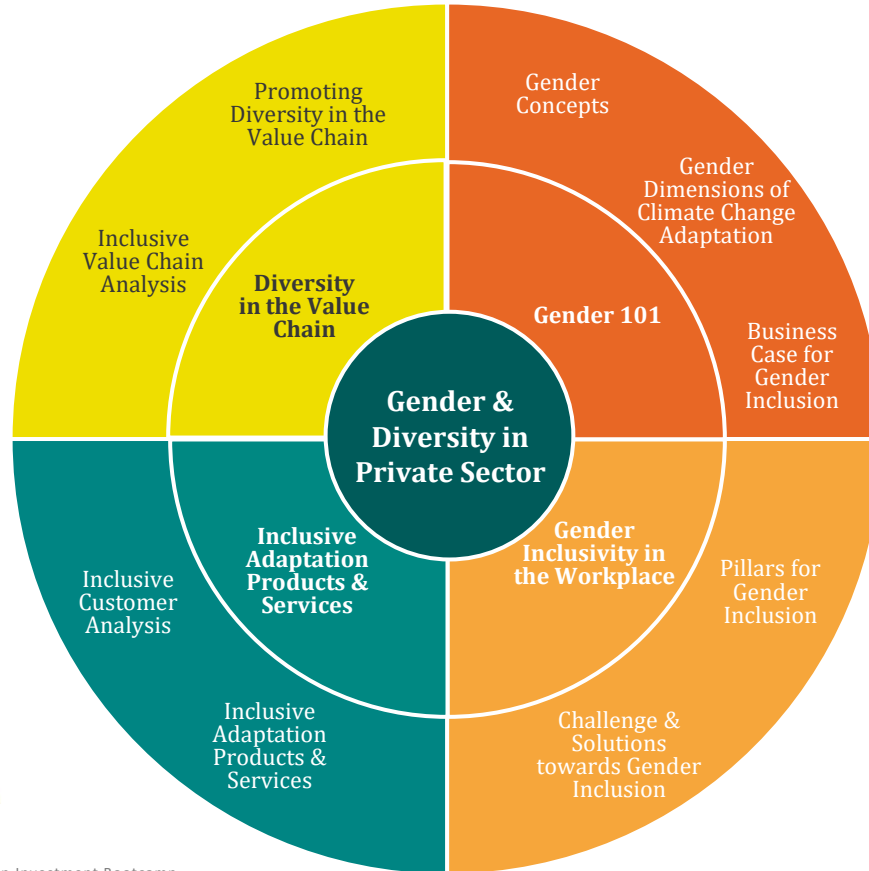 Gender
Concepts
Gender
Dimensions of
Climate Change
Adaptation
Business
Case for
Gender
Inclusion
Gender 101
Promoting
Diversity in the
Value Chain
Inclusive
Value Chain
Analysis
Diversity
in the Value
Chain
Gender &
Diversity in
Private Sector
Inclusive
Adaptation
Products &
Services
Inclusive
Customer
Analysis
Inclusive
Adaptation
Products &
Services
Gender
Inclusivity in
the Workplace
Pillars for
Gender
Inclusion
Challenge &
Solutions
towards Gender
Inclusion
Investment Bootcamp